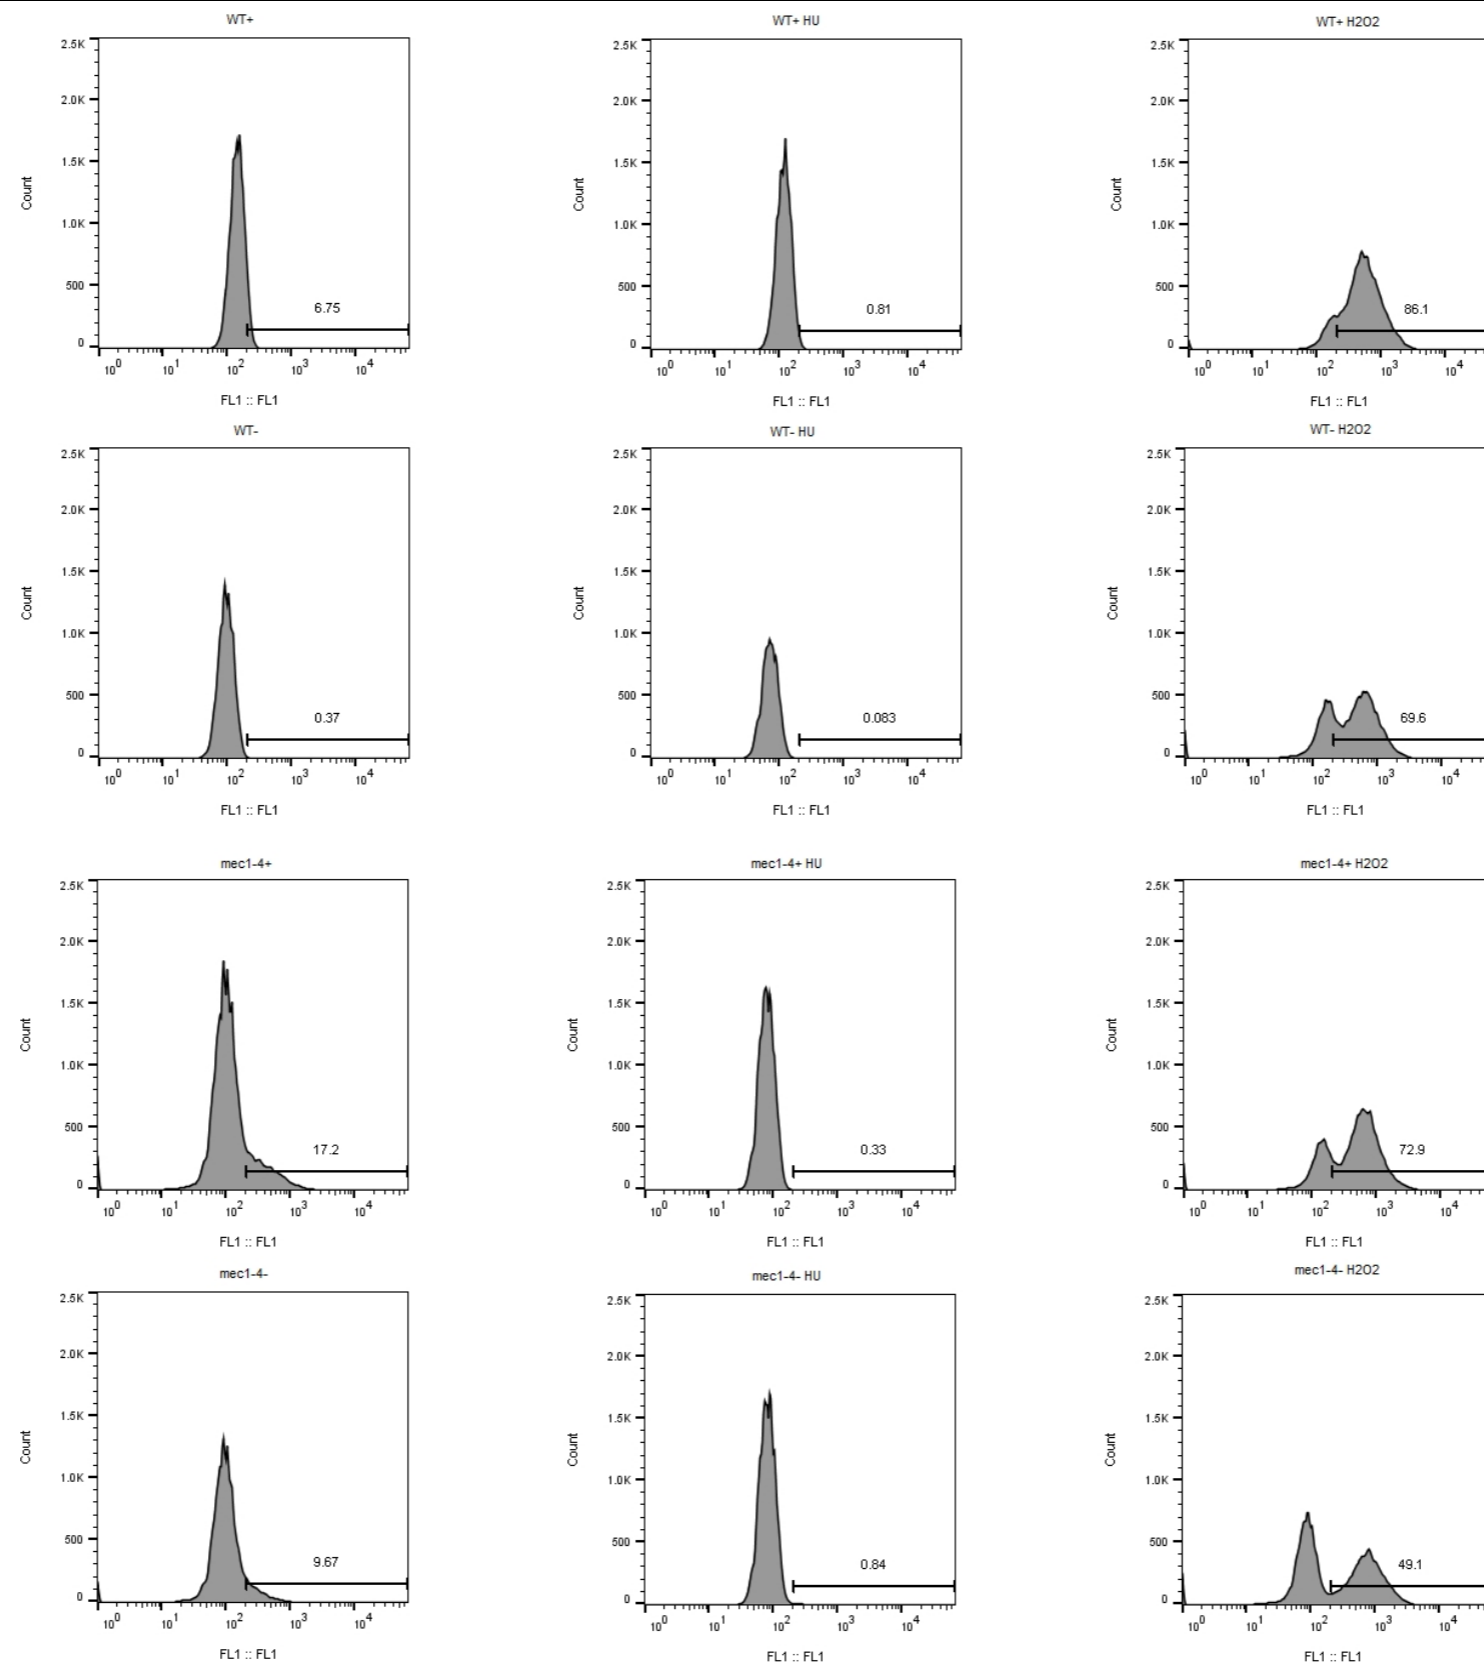 WT+
2.5K
2.0K
1.5K
1.0K
500
0
Count
6.75
10^0 10^1 10^2 10^3 10^4
FL1 :: FL1
WT+ HU
2.5K
2.0K
1.5K
1.0K
500
0
Count
0.81
10^0 10^1 10^2 10^3 10^4
FL1 :: FL1
WT+ H2O2
2.5K
2.0K
1.5K
1.0K
500
0
Count
86.1
10^0 10^1 10^2 10^3 10^4
FL1 :: FL1
WT-
2.5K
2.0K
1.5K
1.0K
500
0
Count
0.37
10^0 10^1 10^2 10^3 10^4
FL1 :: FL1
WT- HU
2.5K
2.0K
1.5K
1.0K
500
0
Count
0.083
10^0 10^1 10^2 10^3 10^4
FL1 :: FL1
WT- H2O2
2.5K
2.0K
1.5K
1.0K
500
0
Count
69.6
10^0 10^1 10^2 10^3 10^4
FL1 :: FL1
mec1-4+
2.5K
2.0K
1.5K
1.0K
500
0
Count
17.2
10^0 10^1 10^2 10^3 10^4
FL1 :: FL1
mec1-4+ HU
2.5K
2.0K
1.5K
1.0K
500
0
Count
0.33
10^0 10^1 10^2 10^3 10^4
FL1 :: FL1
mec1-4+ H2O2
2.5K
2.0K
1.5K
1.0K
500
0
Count
72.9
10^0 10^1 10^2 10^3 10^4
FL1 :: FL1
mec1-4-
2.5K
2.0K
1.5K
1.0K
500
0
Count
9.67
10^0 10^1 10^2 10^3 10^4
FL1 :: FL1
mec1-4- HU
2.5K
2.0K
1.5K
1.0K
500
0
Count
0.84
10^0 10^1 10^2 10^3 10^4
FL1 :: FL1
mec1-4- H2O2
2.5K
2.0K
1.5K
1.0K
500
0
Count
49.1
10^0 10^1 10^2 10^3 10^4
FL1 :: FL1